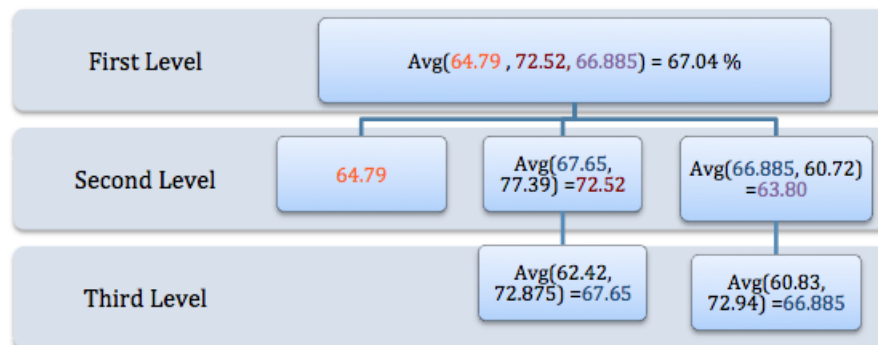 First Level
Avg(64.79 , 72.52, 66.885) = 67.04 %
Second Level
64.79
Avg(67.65,
77.39) =72.52
Avg(66.885, 60.72)
=63.80
Third Level
Avg(62.42,
72.875) =67.65
Avg(60.83,
72.94) =66.885